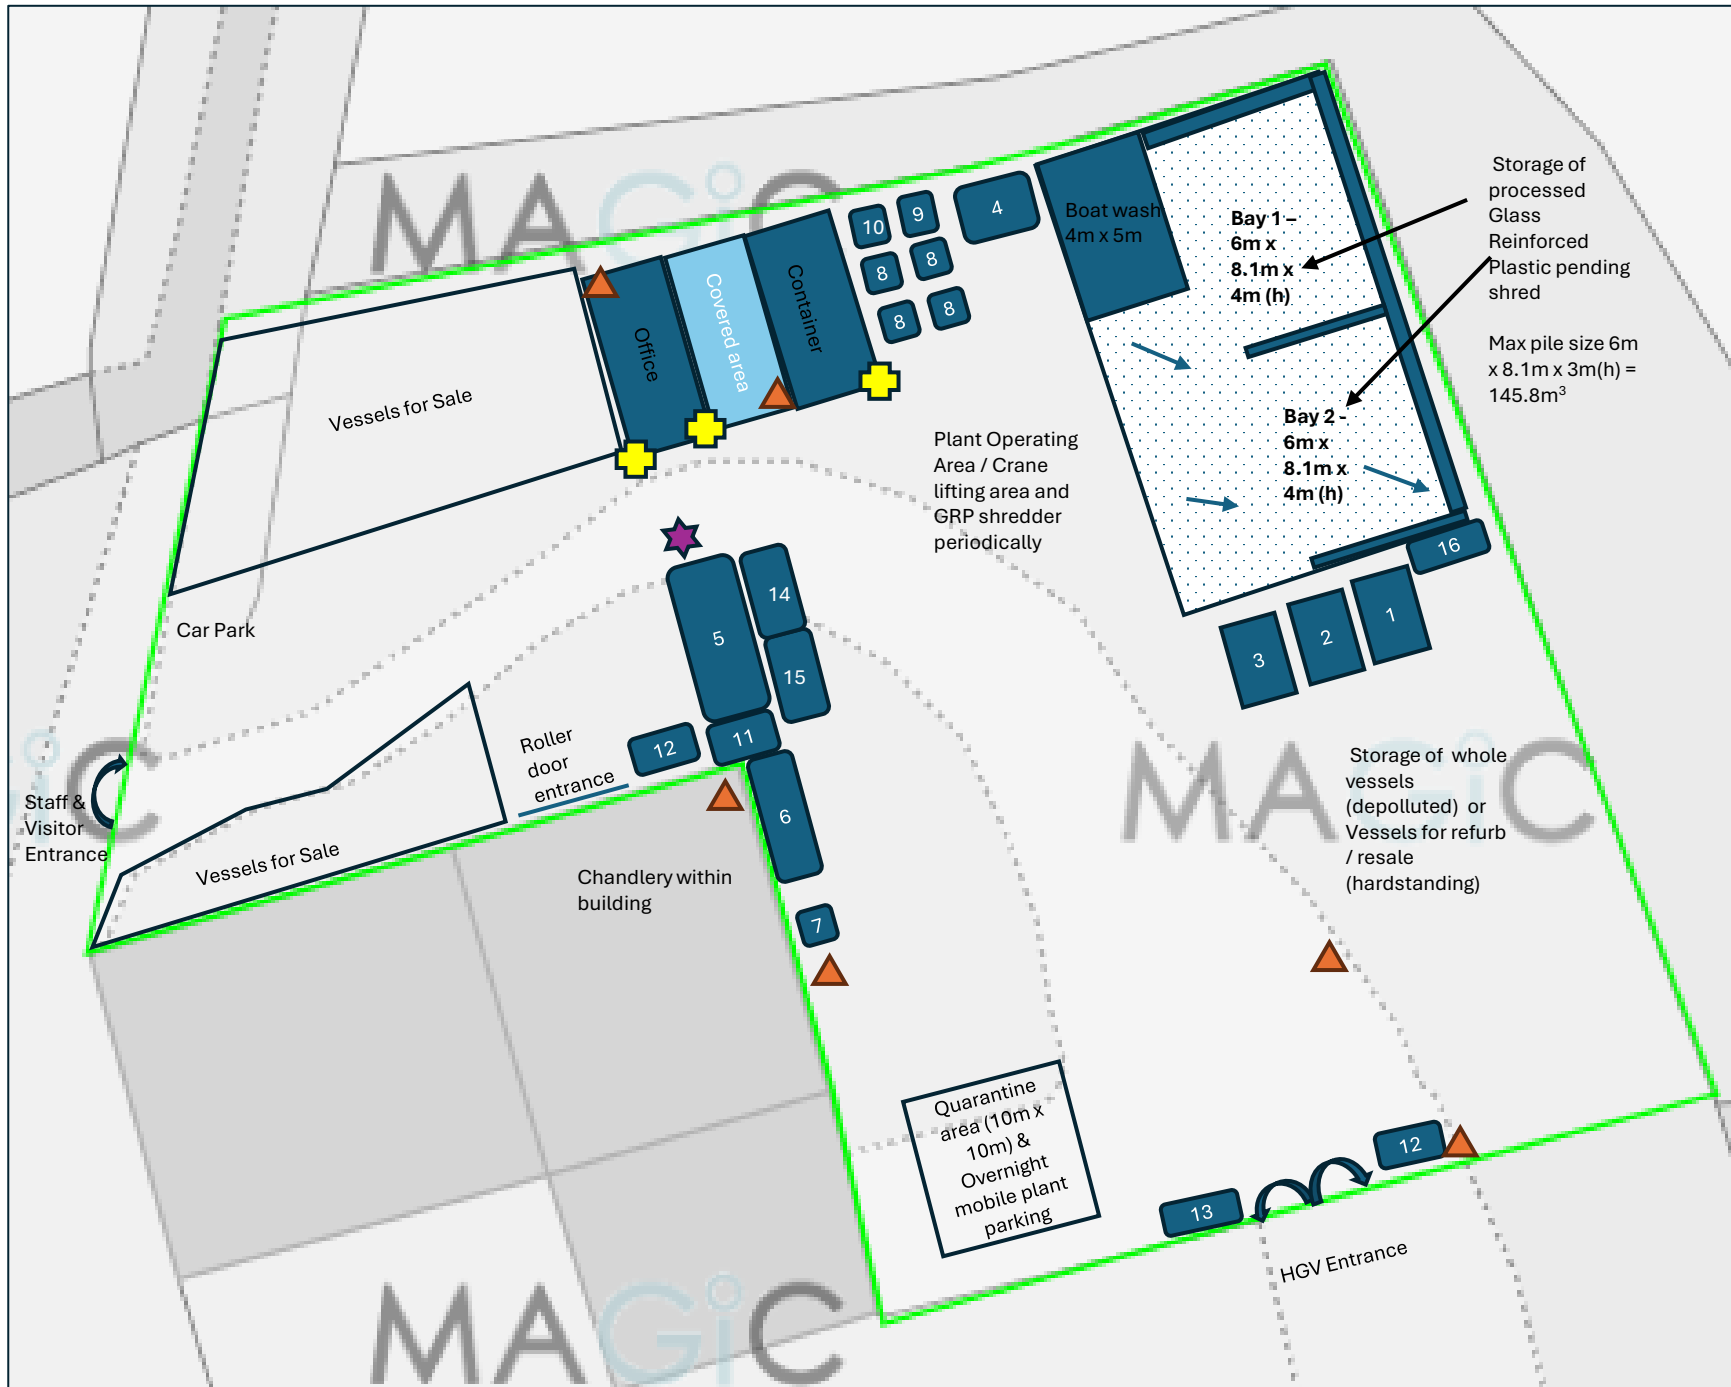 MAGiC
Storage of
processed
Glass
Reinforced
Plastic pending
shred
Max pile size 6m
x 8.1m x 3m(h) =
145.8m³
Boat wash
4m x 5m
Bay 1 –
6m x
8.1m x
4m (h)
Bay 2 -
6m x
8.1m x
4m (h)
10
9
4
8
8
8
8
Office
Covered area
Container
Vessels for Sale
Plant Operating
Area / Crane
lifting area and
GRP shredder
periodically
16
1
2
3
Car Park
5
14
15
11
12
6
7
Roller
door
entrance
Staff &
Visitor
Entrance
iC
Vessels for Sale
Chandlery within
building
MAGiC
Storage of whole
vessels
(depolluted) or
Vessels for refurb
/ resale
(hardstanding)
Quarantine
area (10m x
10m) &
Overnight
mobile plant
parking
12
13
HGV Entrance
MAGiC